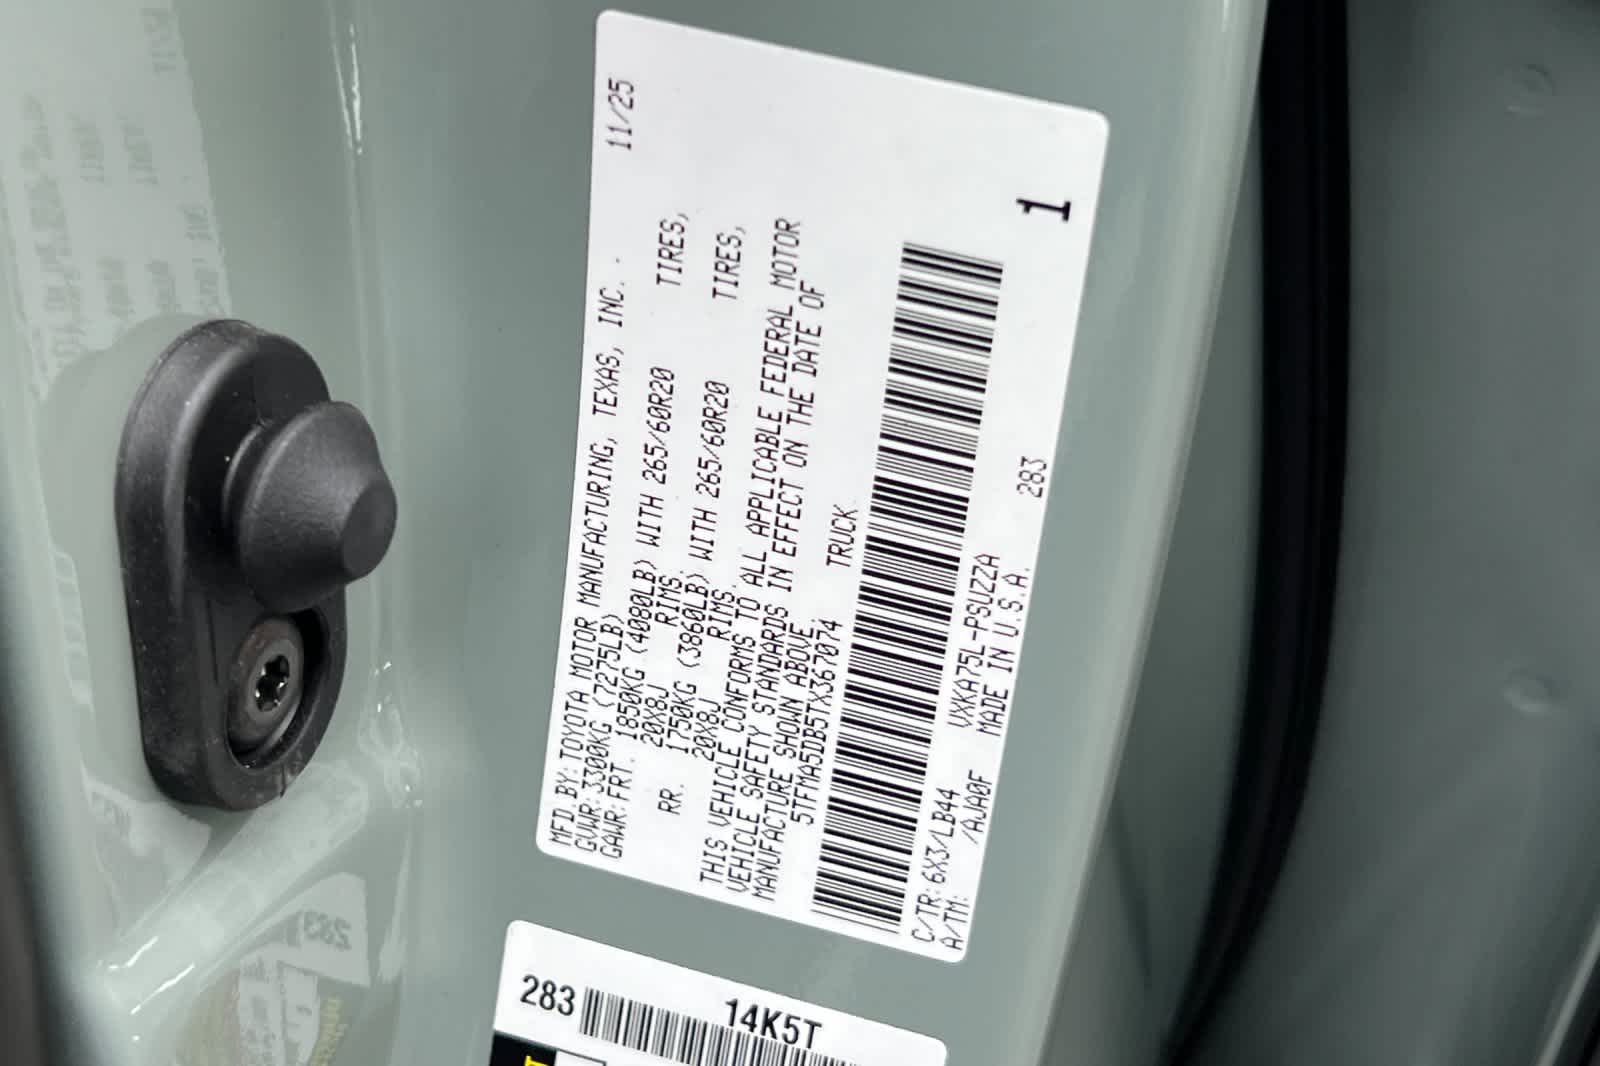 11/25
MFD.BY:TOYOTA MOTOR MANUFACTURING, TEXAS, INC. -
GVWR:3300KG (7275LB)
GAWR:FRT. 1850KG (4080LB) WITH 265/60R20 TIRES,
20X8J RIMS.
RR. 1750KG (3860LB) WITH 265/60R20 TIRES,
20X8J RIMS.
THIS VEHICLE CONFORMS TO ALL APPLICABLE FEDERAL MOTOR
VEHICLE SAFETY STANDARDS IN EFFECT ON THE DATE OF
MANUFACTURE SHOWN ABOVE.
5TFMA5DB5TX367074 TRUCK
1
C/TR:6X3/LB44 VXKA75L-PSUZZA
A/TM: /AJA0F MADE IN U.S.A. 283
283 14K5T